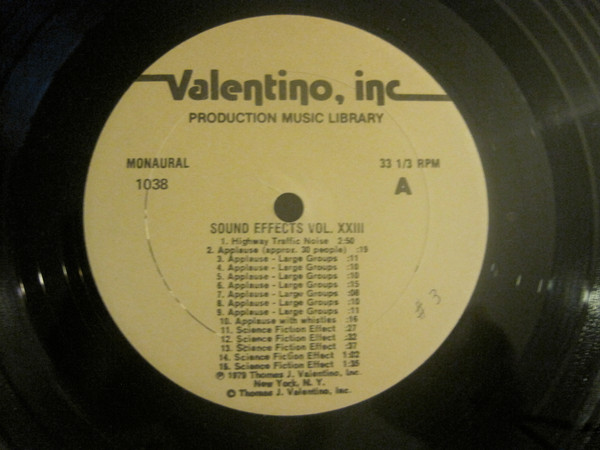 Valentino, inc
PRODUCTION MUSIC LIBRARY
MONAURAL
33 1/3 RPM
1038
A
SOUND EFFECTS VOL. XXIII
1. Highway Traffic Noise 2:50
2. Applause (approx. 30 people) :15
3. Applause - Large Groups :11
4. Applause - Large Groups :10
5. Applause - Large Groups :10
6. Applause - Large Groups :15
7. Applause - Large Groups :08
8. Applause - Large Groups :10
9. Applause - Large Groups :11
10. Applause with whistles :16
11. Science Fiction Effect :27
12. Science Fiction Effect :32
13. Science Fiction Effect :37
14. Science Fiction Effect 1:02
15. Science Fiction Effect 1:35
℗ 1979 Thomas J. Valentino, Inc.
New York, N. Y.
© Thomas J. Valentino, Inc.
# 3